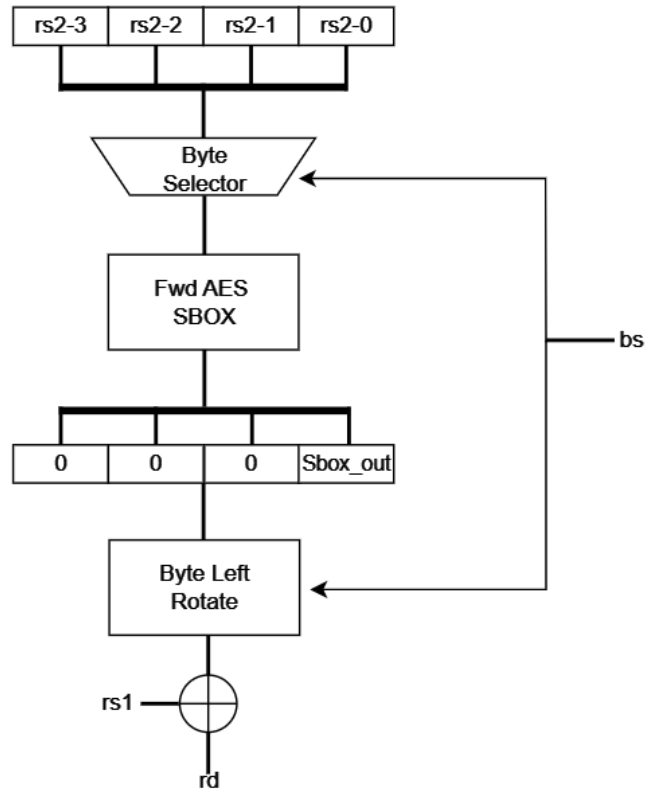 rs2-3 rs2-2 rs2-1 rs2-0
Byte
Selector
Fwd AES
SBOX
bs
0 0 0 Sbox_out
Byte Left
Rotate
rs1
rd